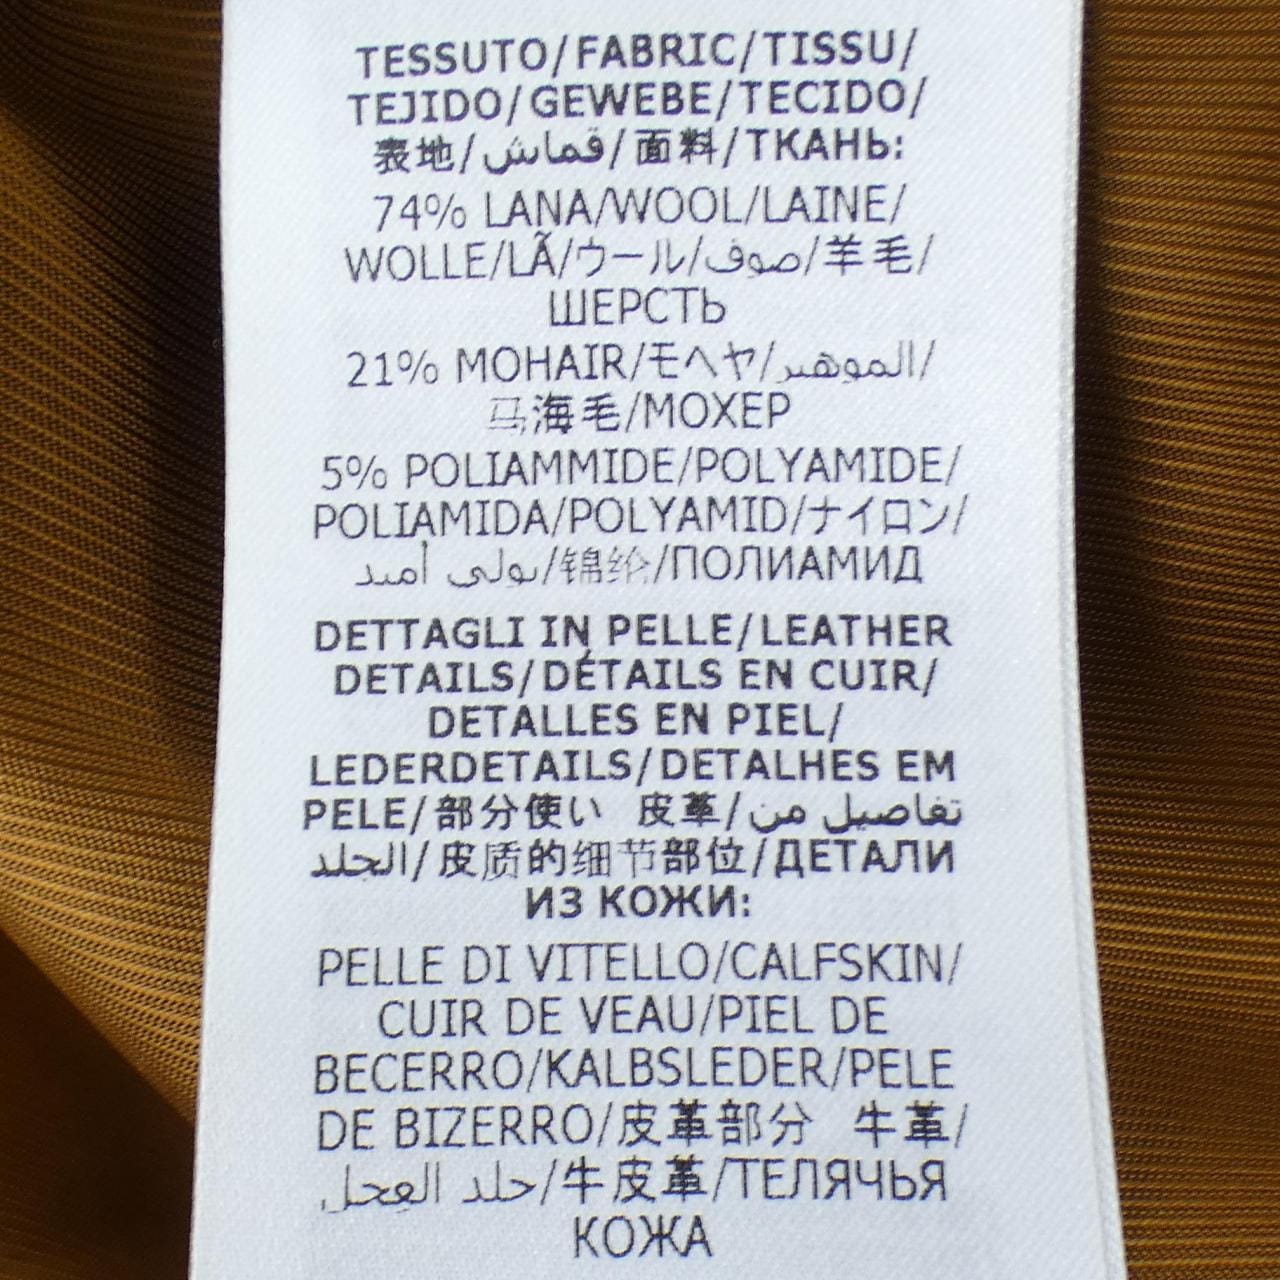 TESSUTO/FABRIC/TISSU/
TEJIDO/GEWEBE/TECIDO/
表地/قماش/面料/ТКАНЬ:
74% LANA/WOOL/LAINE/
WOLLE/LÃ/ウール/صوف/羊毛/
ШЕРСТЬ
21% MOHAIR/モヘヤ/الموهير/
马海毛/МОХЕР
5% POLIAMMIDE/POLYAMIDE/
POLIAMIDA/POLYAMID/ナイロン/
بولي أميد/锦纶/ПОЛИАМИД
DETTAGLI IN PELLE/LEATHER
DETAILS/DÉTAILS EN CUIR/
DETALLES EN PIEL/
LEDERDETAILS/DETALHES EM
PELE/部分使い 皮革/تفاصيل من
الجلد/皮质的细节部位/ДЕТАЛИ
ИЗ КОЖИ:
PELLE DI VITELLO/CALFSKIN/
CUIR DE VEAU/PIEL DE
BECERRO/KALBSLEDER/PELE
DE BIZERRO/皮革部分 牛革/
جلد العجل/牛皮革/ТЕЛЯЧЬЯ
КОЖА